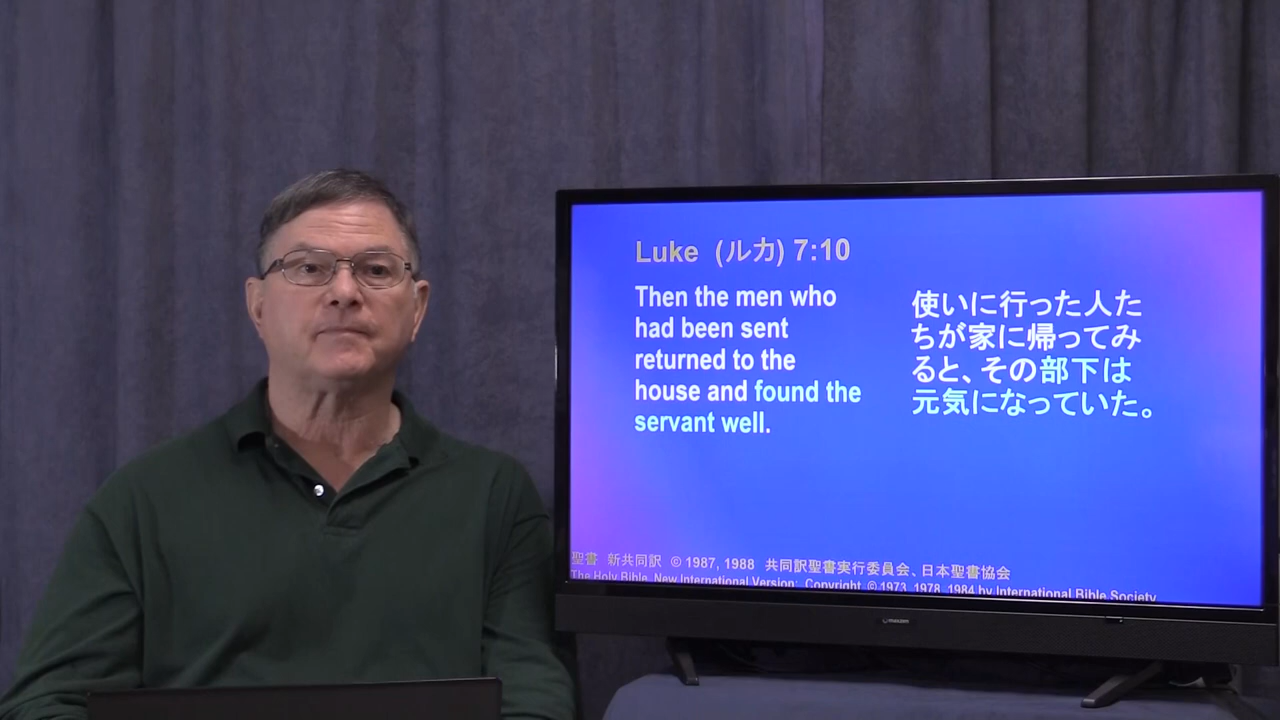 Luke (ルカ) 7:10
Then the men who
had been sent
returned to the
house and found the
servant well.
使いに行った人た
ちが家に帰ってみ
ると、その部下は
元気になっていた。
聖書 新共同訳 © 1987, 1988 共同訳聖書実行委員会、日本聖書協会
The Holy Bible, New International Version; Copyright © 1973, 1978, 1984 by International Bible Society
maxzen